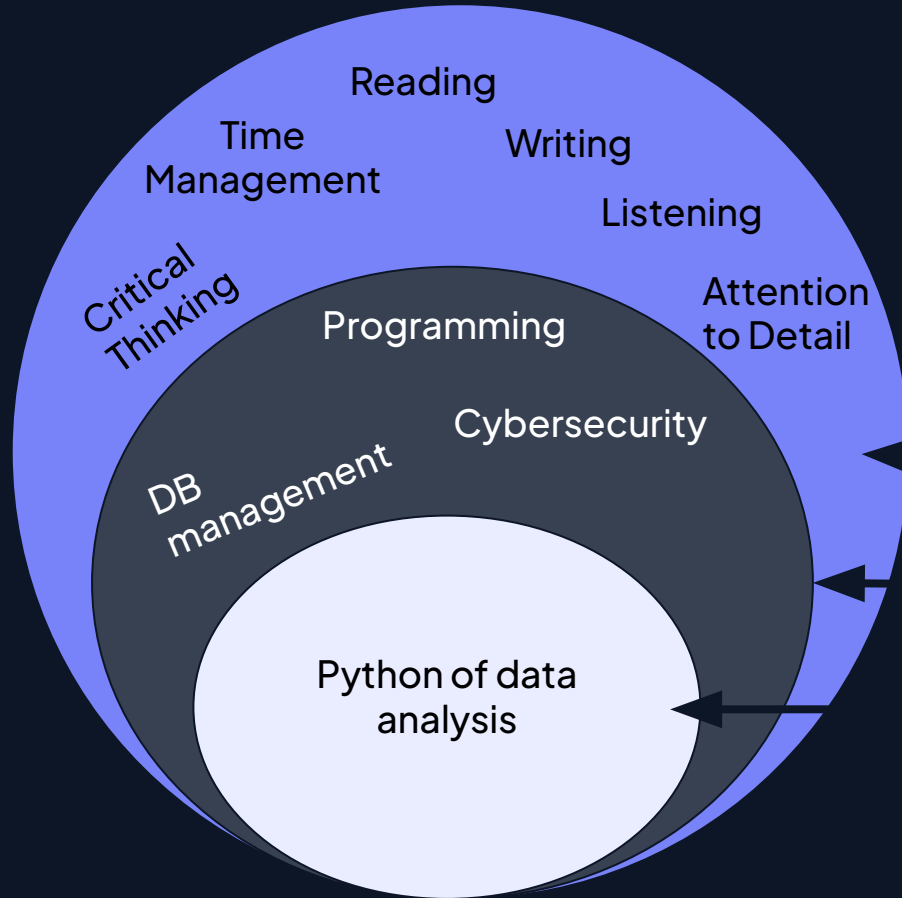 Reading
Time
Management
Writing
Listening
Critical
Thinking
Attention
to Detail
Programming
Cybersecurity
DB
management
Python of data
analysis